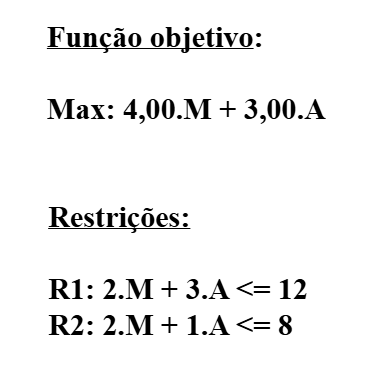 Função objetivo:
Max: 4,00.M + 3,00.A
Restrições:
R1: 2.M + 3.A <= 12
R2: 2.M + 1.A <= 8